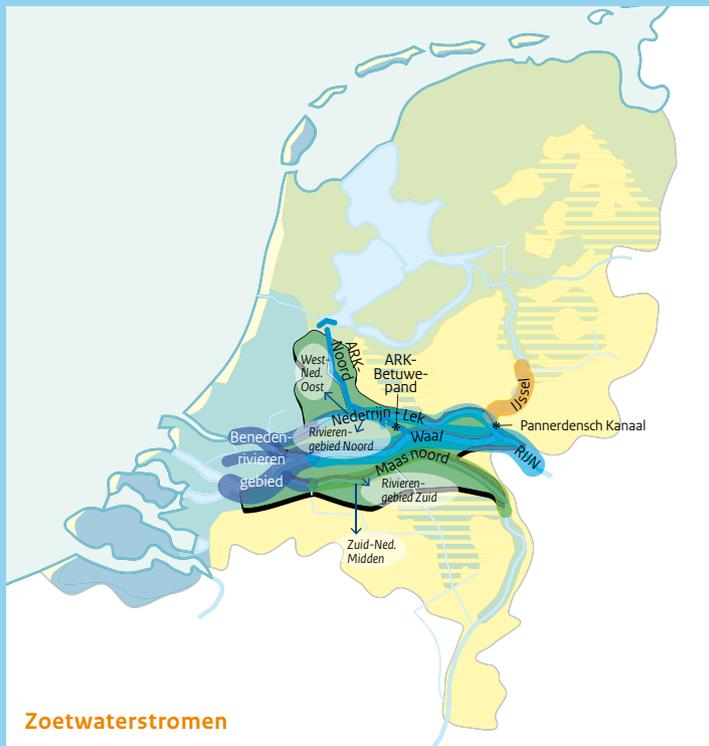 ARK-
Noord
West-
Ned.
Oost
ARK-
Betuwe-
pand
IJssel
Nederrijn - Lek
Pannerdensch Kanaal
Beneden-
rivieren
gebied
Rivieren-
gebied Noord
Waal
RIJN
Maas noord
Rivieren-
gebied Zuid
Zuid-Ned.
Midden
Zoetwaterstromen